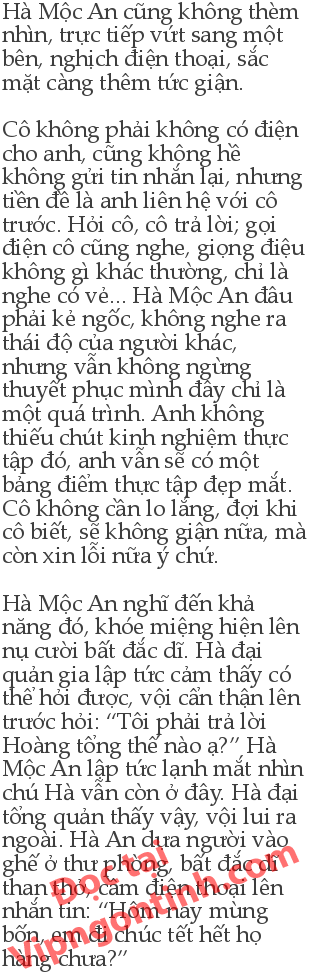 Hà Mộc An cũng không thèm
nhìn, trực tiếp vứt sang một
bên, nghịch điện thoại, sắc
mặt càng thêm tức giận.
Cô không phải không có điện
cho anh, cũng không hề
không gửi tin nhắn lại, nhưng
tiền đề là anh liên hệ với cô
trước. Hỏi cô, cô trả lời; gọi
điện cô cũng nghe, giọng điệu
không gì khác thường, chỉ là
nghe có vẻ... Hà Mộc An đâu
phải kẻ ngốc, không nghe ra
thái độ của người khác,
nhưng vẫn không ngừng
thuyết phục mình đây chỉ là
một quá trình. Anh không
thiếu chút kinh nghiệm thực
tập đó, anh vẫn sẽ có một
bảng điểm thực tập đẹp mắt.
Cô không cần lo lắng, đợi khi
cô biết, sẽ không giận nữa, mà
còn xin lỗi nữa ý chứ.
Hà Mộc An nghĩ đến khả
năng đó, khóe miệng hiện lên
nụ cười bất đắc dĩ. Hà đại
quản gia lập tức cảm thấy có
thể hỏi được, vội cẩn thận lên
trước hỏi: “Tôi phải trả lời
Hoàng tổng thế nào ạ?” Hà
Mộc An lập tức lạnh mắt nhìn
chú Hà vẫn còn ở đây. Hà đại
tổng quản thấy vậy, vội lui ra
ngoài. Hà An dựa người vào
ghế ở thư phòng, bất đắc dĩ
than thở, cầm điện thoại lên
nhắn tin: “Hôm nay mùng
bốn, em đi chúc tết hết họ
hàng chưa?”
Đọc tại
Vipngontinh.com